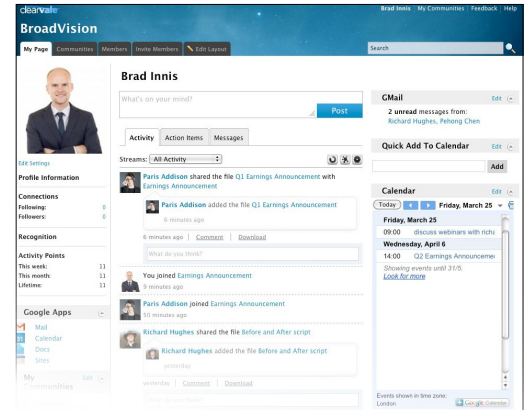 clearvale
Brad Innis | My Communities | Feedback | Help
BroadVision
My Page Communities Members Invite Members Edit Layout
Search
Brad Innis
What's on your mind?
Post
Activity Action Items Messages
Streams: All Activity
Paris Addison shared the file Q1 Earnings Announcement with
Earnings Announcement
Paris Addison added the file Q1 Earnings Announcement
6 minutes ago
6 minutes ago | Comment | Download
What do you think?
You joined Earnings Announcement
9 minutes ago
Paris Addison joined Earnings Announcement
50 minutes ago
Richard Hughes shared the file Before and After script
Richard Hughes added the file Before and After script
yesterday
yesterday | Comment | Download
Edit Settings
Profile Information
Connections
Following: 0
Followers: 0
Recognition
Activity Points
This week: 11
This month: 11
Lifetime: 11
Google Apps
Mail
31 Calendar
Docs
Sites
My Edit
Communities
GMail Edit
2 unread messages from:
Richard Hughes, Pehong Chen
Quick Add To Calendar Edit
Add
Calendar Edit
Today Friday, March 25
Friday, March 25
09:00 discuss webinars with richa
Wednesday, April 6
14:00 Q2 Earnings Announcemen
Showing events until 31/5.
Look for more
Events shown in time zone:
London
Google Calendar